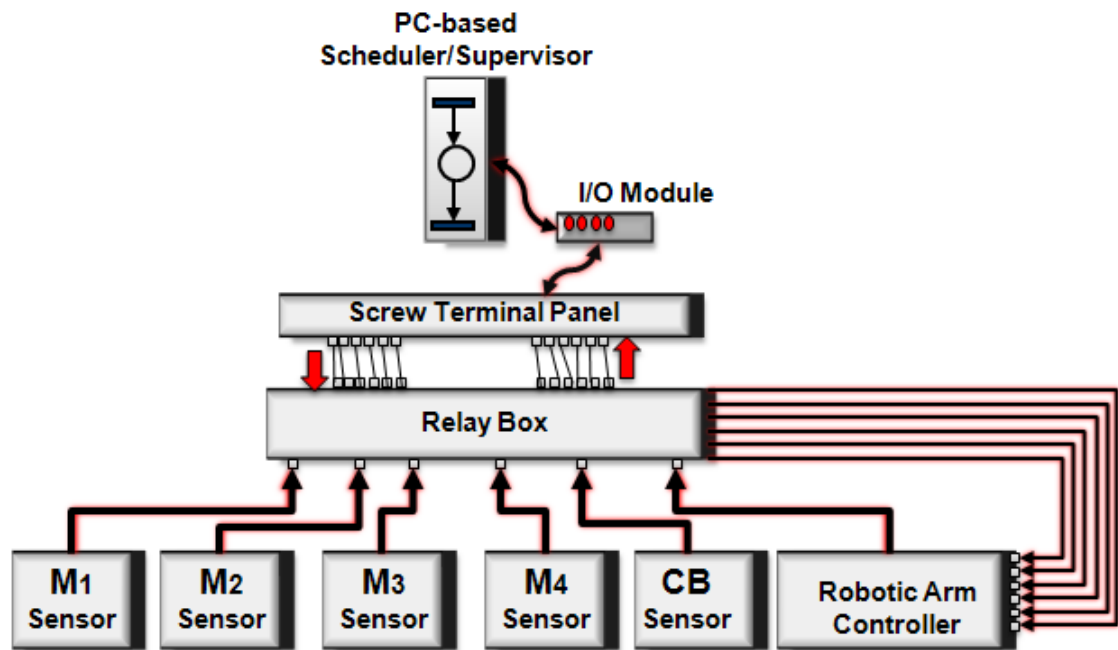 PC-based
Scheduler/Supervisor
I/O Module
Screw Terminal Panel
Relay Box
M1
Sensor
M2
Sensor
M3
Sensor
M4
Sensor
CB
Sensor
Robotic Arm
Controller